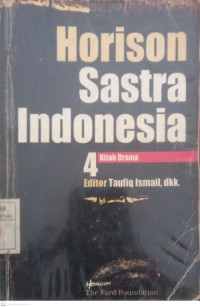 Horison
Sastra
Indonesia
4 Kitab Drama
Editor Taufiq Ismail, dkk.
Horison
The Ford Foundation